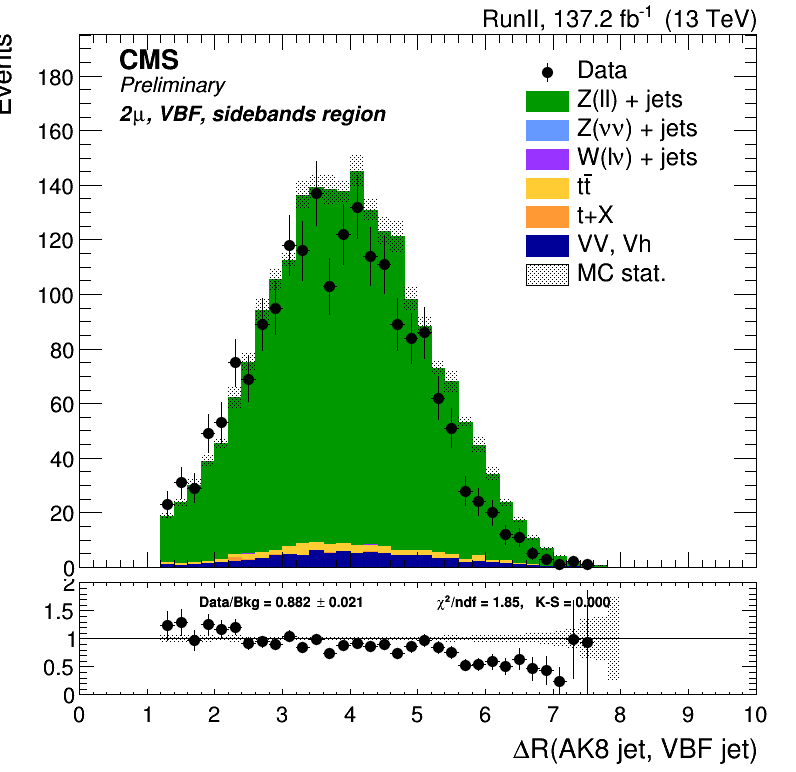 RunII, 137.2 fb⁻¹ (13 TeV)
Events
CMS
Preliminary
2μ, VBF, sidebands region
Data
Z(ll) + jets
Z(νν) + jets
W(lν) + jets
tt̄
t+X
VV, Vh
MC stat.
180
160
140
120
100
80
60
40
20
0
2
1.5
1
0.5
0
Data/Bkg = 0.882 ± 0.021
χ²/ndf = 1.85, K-S = 0.000
0 1 2 3 4 5 6 7 8 9 10
ΔR(AK8 jet, VBF jet)